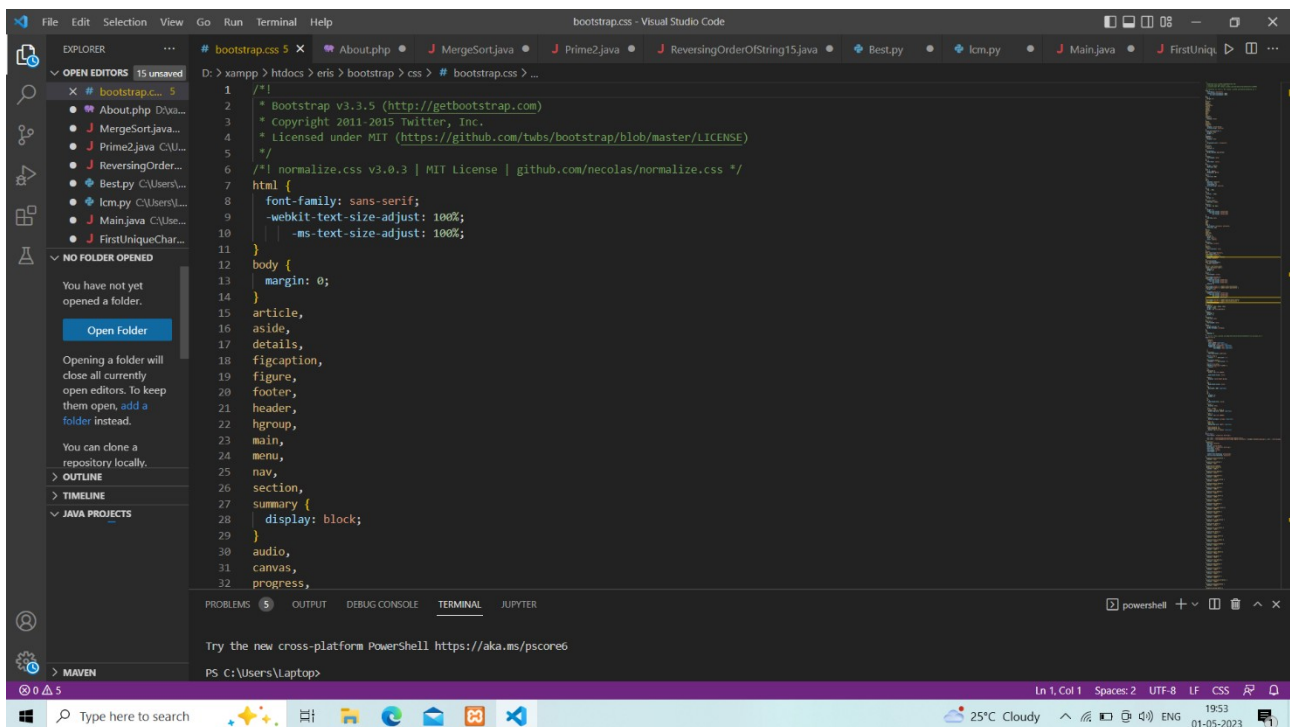 File Edit Selection View Go Run Terminal Help bootstrap.css - Visual Studio Code
EXPLORER ...
# bootstrap.css 5 About.php J MergeSort.java J Prime2.java J ReversingOrderOfString15.java Best.py lcm.py J Main.java J FirstUniqu ...
OPEN EDITORS 15 unsaved
# bootstrap.c... 5
About.php D:\xa...
J MergeSort.java...
J Prime2.java C:\U...
J ReversingOrder...
Best.py C:\Users\...
lcm.py C:\Users\L...
J Main.java C:\Use...
J FirstUniqueChar...
NO FOLDER OPENED
You have not yet
opened a folder.
Open Folder
Opening a folder will
close all currently
open editors. To keep
them open, add a
folder instead.
You can clone a
repository locally.
> OUTLINE
> TIMELINE
JAVA PROJECTS
> MAVEN
D: > xampp > htdocs > eris > bootstrap > css > # bootstrap.css > ...
1 /*!
2 * Bootstrap v3.3.5 (http://getbootstrap.com)
3 * Copyright 2011-2015 Twitter, Inc.
4 * Licensed under MIT (https://github.com/twbs/bootstrap/blob/master/LICENSE)
5 */
6 /*! normalize.css v3.0.3 | MIT License | github.com/necolas/normalize.css */
7 html {
8 font-family: sans-serif;
9 -webkit-text-size-adjust: 100%;
10 -ms-text-size-adjust: 100%;
11 }
12 body {
13 margin: 0;
14 }
15 article,
16 aside,
17 details,
18 figcaption,
19 figure,
20 footer,
21 header,
22 hgroup,
23 main,
24 menu,
25 nav,
26 section,
27 summary {
28 display: block;
29 }
30 audio,
31 canvas,
32 progress,
PROBLEMS 5 OUTPUT DEBUG CONSOLE TERMINAL JUPYTER powershell
Try the new cross-platform PowerShell https://aka.ms/pscore6
PS C:\Users\Laptop>
0 5 Ln 1, Col 1 Spaces: 2 UTF-8 LF CSS
Type here to search 25°C Cloudy ENG 19:53
01-05-2023